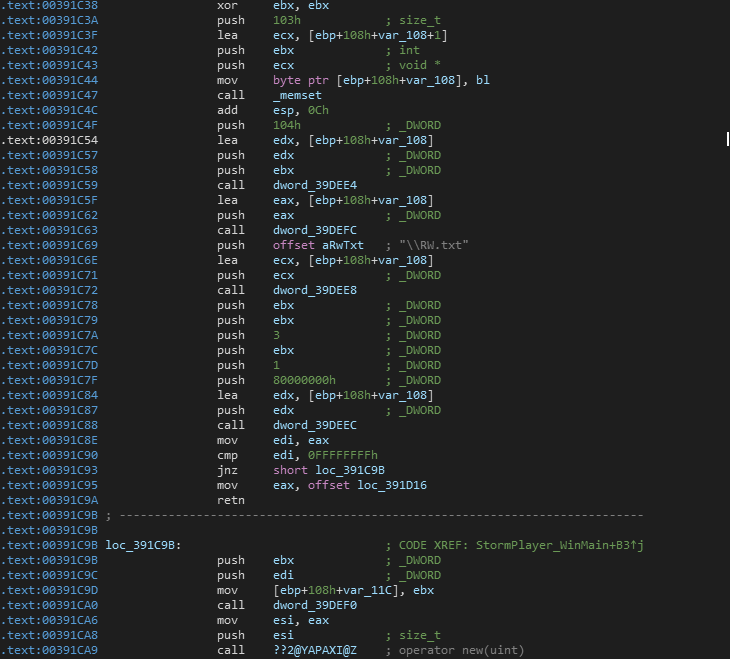 .text:00391C38 xor ebx, ebx
.text:00391C3A push 103h ; size_t
.text:00391C3F lea ecx, [ebp+108h+var_108+1]
.text:00391C42 push ebx ; int
.text:00391C43 push ecx ; void *
.text:00391C44 mov byte ptr [ebp+108h+var_108], bl
.text:00391C47 call _memset
.text:00391C4C add esp, 0Ch
.text:00391C4F push 104h ; _DWORD
.text:00391C54 lea edx, [ebp+108h+var_108]
.text:00391C57 push edx ; _DWORD
.text:00391C58 push ebx ; _DWORD
.text:00391C59 call dword_39DEE4
.text:00391C5F lea eax, [ebp+108h+var_108]
.text:00391C62 push eax ; _DWORD
.text:00391C63 call dword_39DEFC
.text:00391C69 push offset aRwTxt ; "\\RW.txt"
.text:00391C6E lea ecx, [ebp+108h+var_108]
.text:00391C71 push ecx ; _DWORD
.text:00391C72 call dword_39DEE8
.text:00391C78 push ebx ; _DWORD
.text:00391C79 push ebx ; _DWORD
.text:00391C7A push 3 ; _DWORD
.text:00391C7C push ebx ; _DWORD
.text:00391C7D push 1 ; _DWORD
.text:00391C7F push 80000000h ; _DWORD
.text:00391C84 lea edx, [ebp+108h+var_108]
.text:00391C87 push edx ; _DWORD
.text:00391C88 call dword_39DEEC
.text:00391C8E mov edi, eax
.text:00391C90 cmp edi, 0FFFFFFFFh
.text:00391C93 jnz short loc_391C9B
.text:00391C95 mov eax, offset loc_391D16
.text:00391C9A retn
.text:00391C9B ; ---------------------------------------------------------------------------
.text:00391C9B
.text:00391C9B loc_391C9B: ; CODE XREF: StormPlayer_WinMain+B3↑j
.text:00391C9B push ebx ; _DWORD
.text:00391C9C push edi ; _DWORD
.text:00391C9D mov [ebp+108h+var_11C], ebx
.text:00391CA0 call dword_39DEF0
.text:00391CA6 mov esi, eax
.text:00391CA8 push esi ; size_t
.text:00391CA9 call ??2@YAPAXI@Z ; operator new(uint)